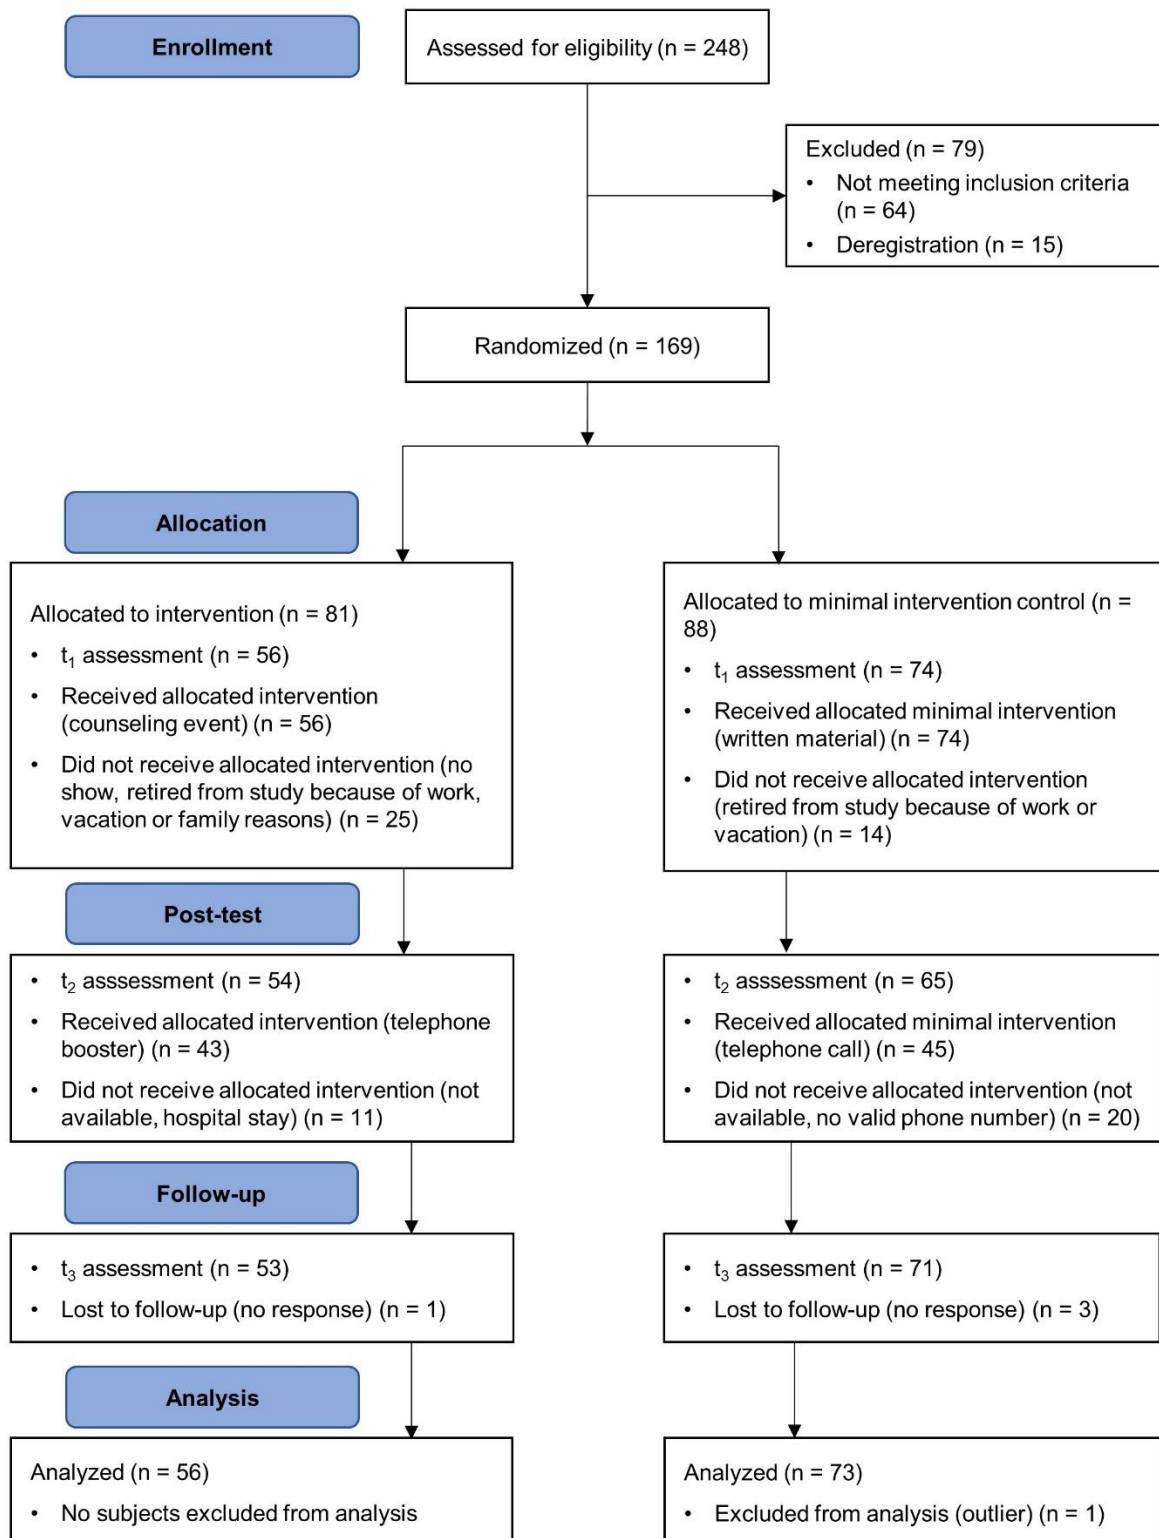 Enrollment
Assessed for eligibility (n = 248)
Excluded (n = 79)
• Not meeting inclusion criteria
(n = 64)
• Deregistration (n = 15)
Randomized (n = 169)
Allocation
Allocated to intervention (n = 81)
• t₁ assessment (n = 56)
• Received allocated intervention
(counseling event) (n = 56)
• Did not receive allocated intervention (no
show, retired from study because of work,
vacation or family reasons) (n = 25)
Allocated to minimal intervention control (n =
88)
• t₁ assessment (n = 74)
• Received allocated minimal intervention
(written material) (n = 74)
• Did not receive allocated intervention
(retired from study because of work or
vacation) (n = 14)
Post-test
• t₂ asssessment (n = 54)
• Received allocated intervention (telephone
booster) (n = 43)
• Did not receive allocated intervention (not
available, hospital stay) (n = 11)
• t₂ asssessment (n = 65)
• Received allocated minimal intervention
(telephone call) (n = 45)
• Did not receive allocated intervention (not
available, no valid phone number) (n = 20)
Follow-up
• t₃ assessment (n = 53)
• Lost to follow-up (no response) (n = 1)
• t₃ assessment (n = 71)
• Lost to follow-up (no response) (n = 3)
Analysis
Analyzed (n = 56)
• No subjects excluded from analysis
Analyzed (n = 73)
• Excluded from analysis (outlier) (n = 1)